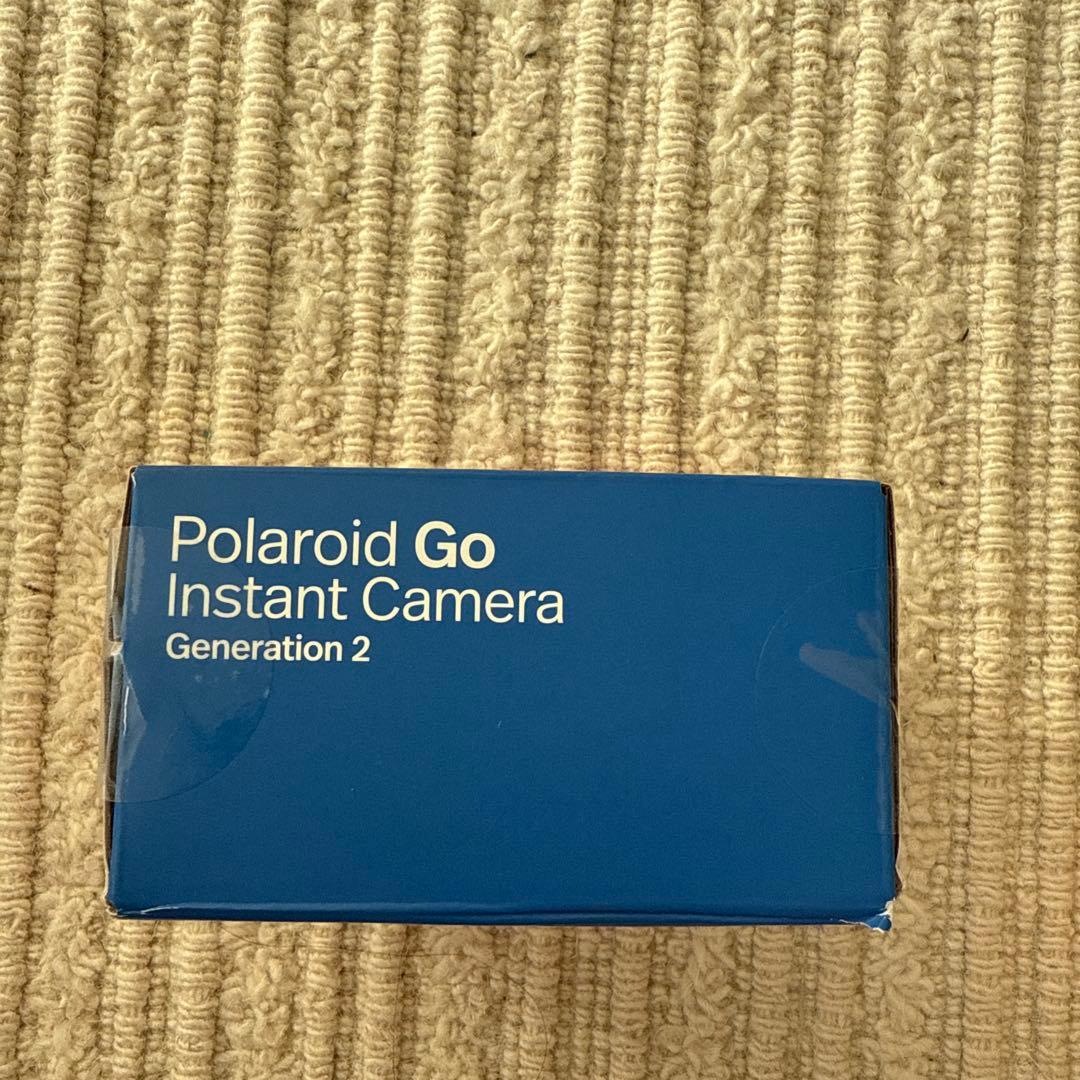 Polaroid Go
Instant Camera
Generation 2